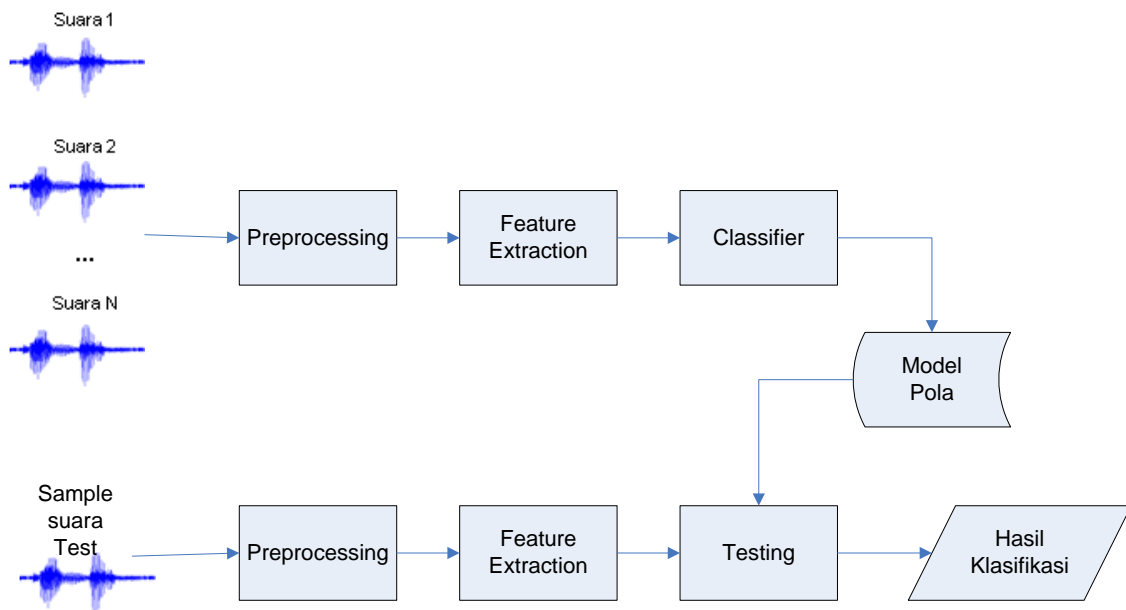 Suara 1
Suara 2
Preprocessing
Feature
Extraction
Classifier
...
Suara N
Model
Pola
Sample
suara
Test
Preprocessing
Feature
Extraction
Testing
Hasil
Klasifikasi